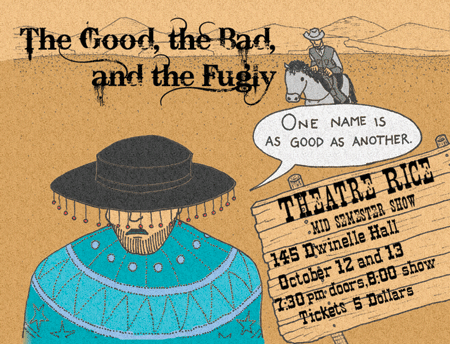 The Good, the Bad,
and the Fugly
ONE NAME IS
AS GOOD AS ANOTHER.
THEATRE RICE
MID SEMESTER SHOW
145 D'winelle Hall
October 12 and 13
7:30 pm doors.8:00 show
Tickets 5 Dollars